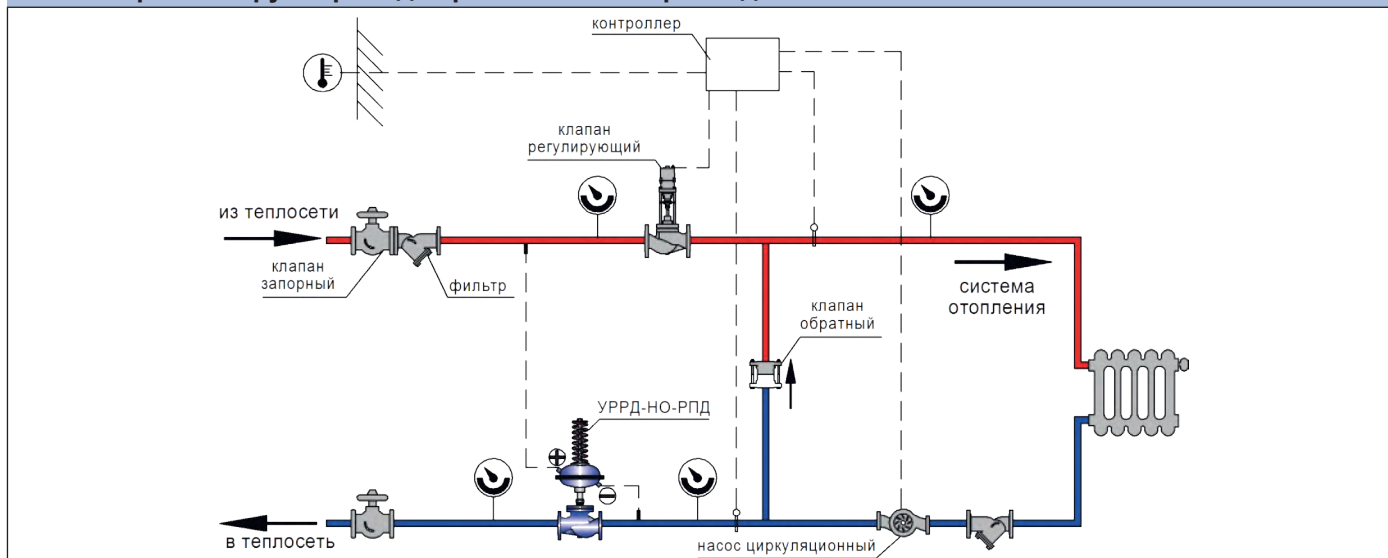 контроллер
клапан
регулирующий
из теплосети
клапан
запорный
фильтр
система
отопления
клапан
обратный
УРРД-НО-РПД
в теплосеть
насос циркуляционный